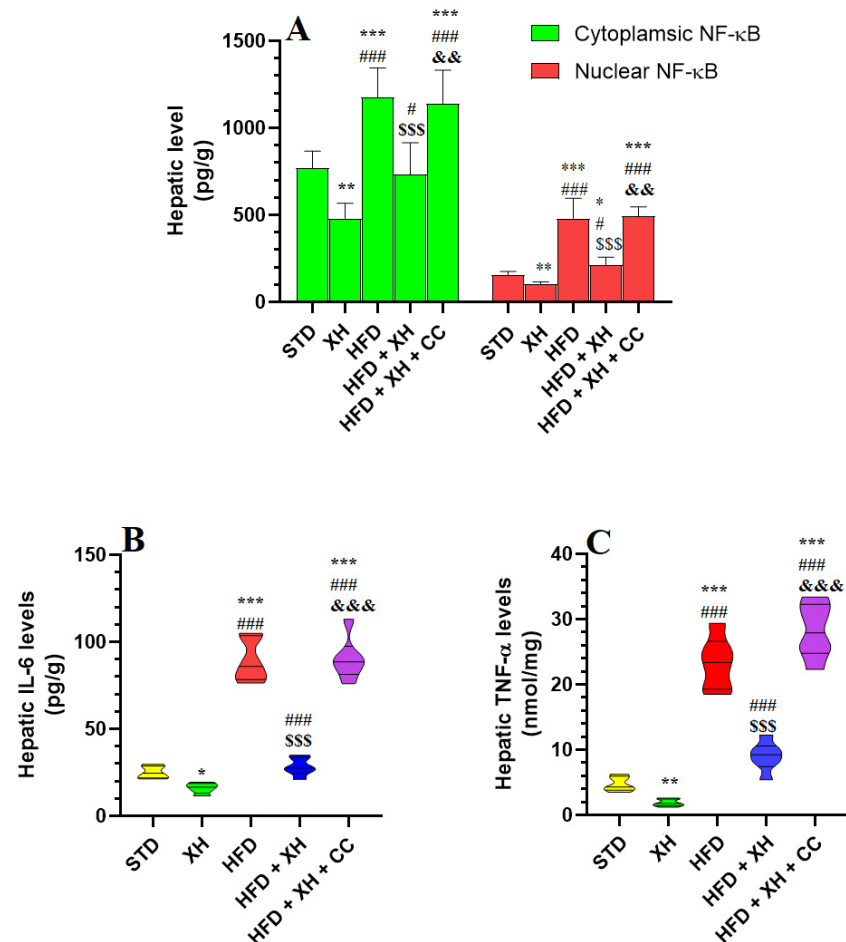 A
Cytoplamsic NF-κB
Nuclear NF-κB
Hepatic level
(pg/g)
1500
1000
500
0
**
***
###
#
$$$
***
###
&&
**
***
###
*
#
$$$
***
###
&&
STD
XH
HFD
HFD + XH
HFD + XH + CC
STD
XH
HFD
HFD + XH
HFD + XH + CC
B
Hepatic IL-6 levels
(pg/g)
150
100
50
0
*
***
###
###
$$$
***
###
&&&
STD
XH
HFD
HFD + XH
HFD + XH + CC
C
Hepatic TNF-α levels
(nmol/mg)
40
30
20
10
0
**
***
###
###
$$$
***
###
&&&
STD
XH
HFD
HFD + XH
HFD + XH + CC